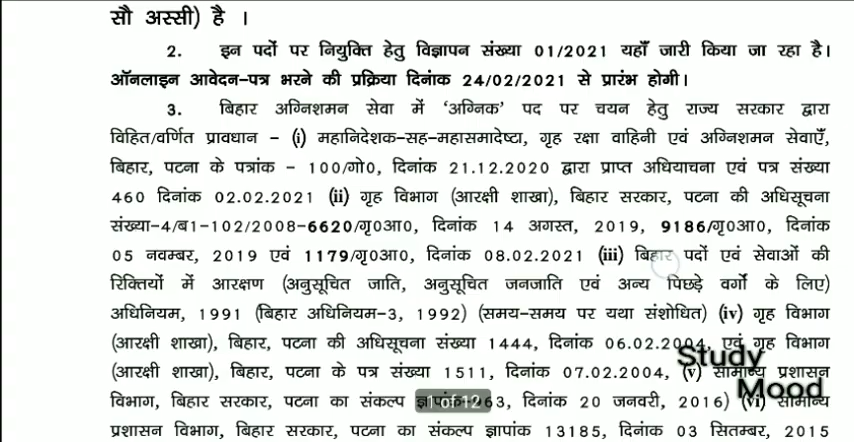 सौ अस्सी) है ।
2. इन पदों पर नियुक्ति हेतु विज्ञापन संख्या 01/2021 यहाँ जारी किया जा रहा है।
ऑनलाइन आवेदन-पत्र भरने की प्रक्रिया दिनांक 24/02/2021 से प्रारंभ होगी।
3. बिहार अग्निशमन सेवा में 'अग्निक' पद पर चयन हेतु राज्य सरकार द्वारा
विहित/वर्णित प्रावधान - (i) महानिदेशक-सह-महासमादेष्टा, गृह रक्षा वाहिनी एवं अग्निशमन सेवाएँ,
बिहार, पटना के पत्रांक - 100/गो0, दिनांक 21.12.2020 द्वारा प्राप्त अधियाचना एवं पत्र संख्या
460 दिनांक 02.02.2021 (ii) गृह विभाग (आरक्षी शाखा), बिहार सरकार, पटना की अधिसूचना
संख्या-4/ब1-102/2008-6620/गृ0आ0, दिनांक 14 अगस्त, 2019, 9186/गृ0आ0, दिनांक
05 नवम्बर, 2019 एवं 1179/गृ0आ0, दिनांक 08.02.2021 (iii) बिहार पदों एवं सेवाओं की
रिक्तियों में आरक्षण (अनुसूचित जाति, अनुसूचित जनजाति एवं अन्य पिछड़े वर्गों के लिए)
अधिनियम, 1991 (बिहार अधिनियम-3, 1992) (समय-समय पर यथा संशोधित) (iv) गृह विभाग
(आरक्षी शाखा), बिहार, पटना की अधिसूचना संख्या 1444, दिनांक 06.02.2004, एवं गृह विभाग
(आरक्षी शाखा), बिहार, पटना के पत्र संख्या 1511, दिनांक 07.02.2004, (v) सामान्य प्रशासन
विभाग, बिहार सरकार, पटना का संकल्प ज्ञापांक 963, दिनांक 20 जनवरी, 2016) (vi) सामान्य
प्रशासन विभाग, बिहार सरकार, पटना का संकल्प ज्ञापांक 13185, दिनांक 03 सितम्बर, 2015
1 of 12
Study
Mood